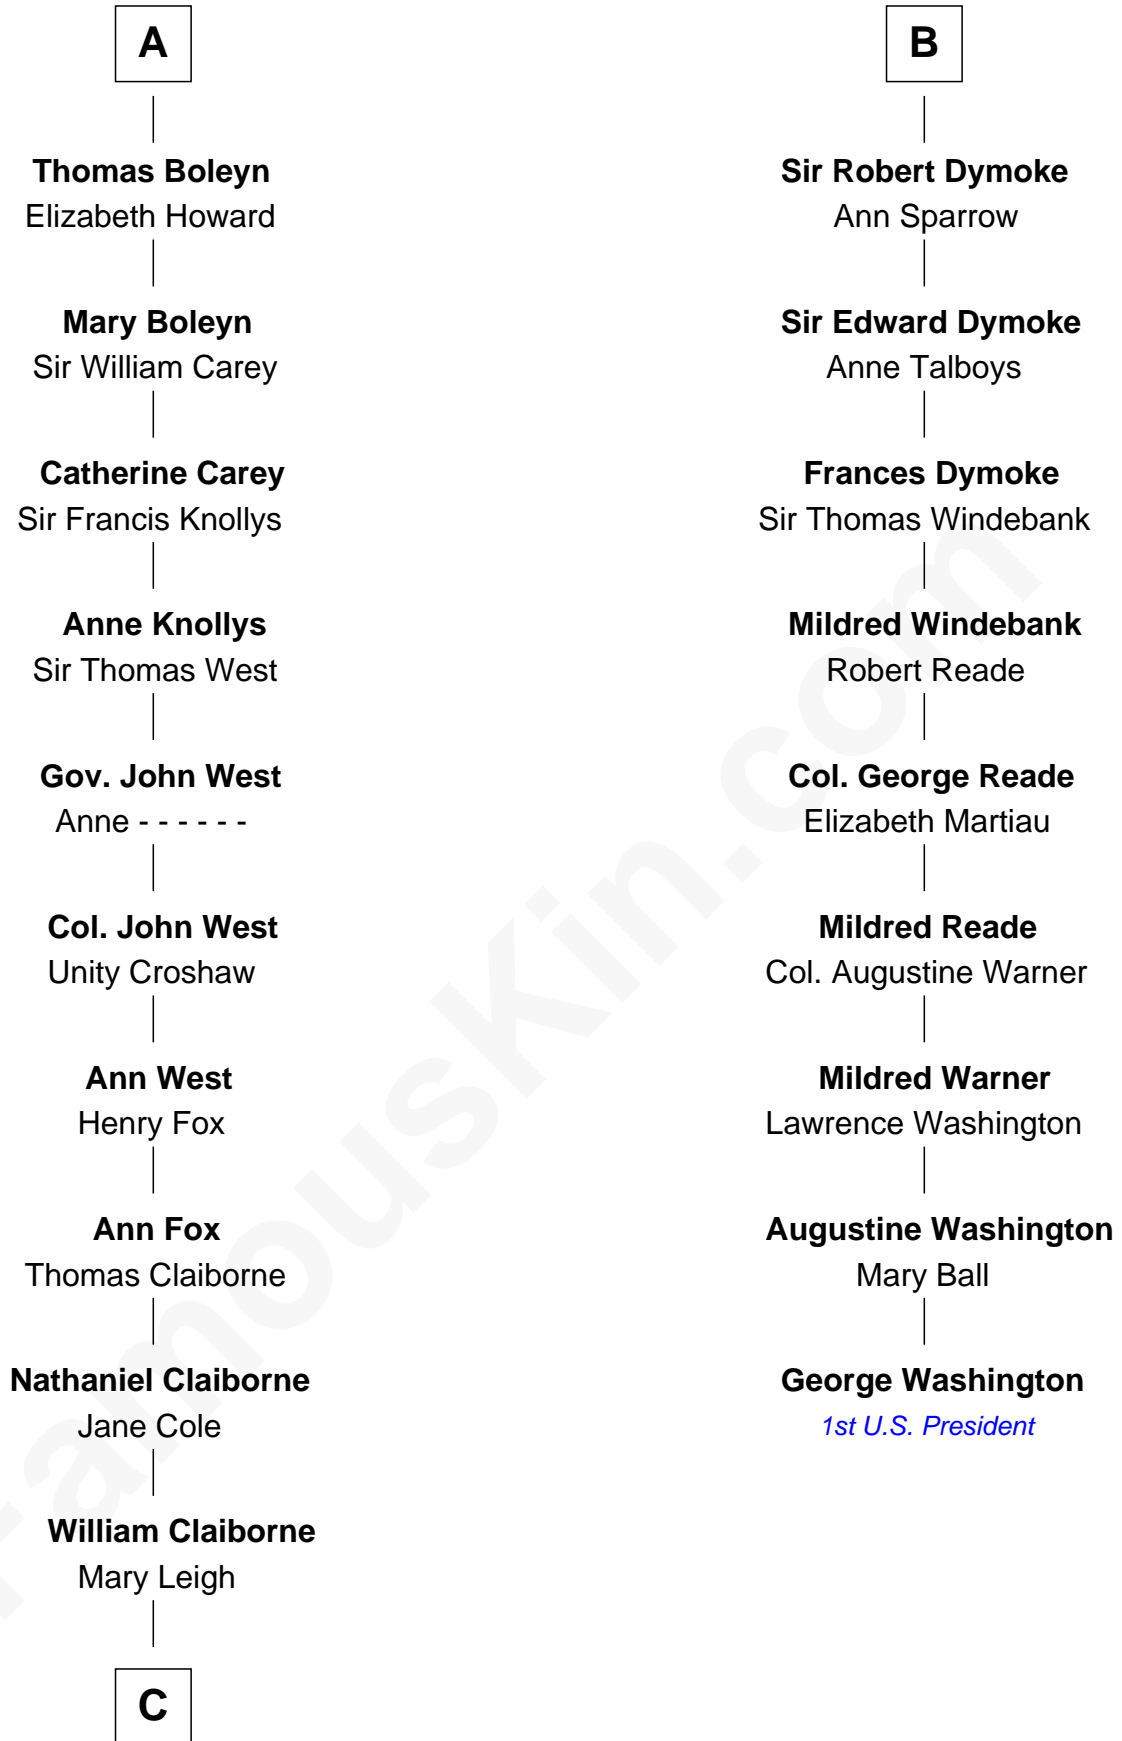 A
Thomas Boleyn
Elizabeth Howard
Mary Boleyn
Sir William Carey
Catherine Carey
Sir Francis Knollys
Anne Knollys
Sir Thomas West
Gov. John West
Anne - - - - - -
Col. John West
Unity Croshaw
Ann West
Henry Fox
Ann Fox
Thomas Claiborne
Nathaniel Claiborne
Jane Cole
William Claiborne
Mary Leigh
C
B
Sir Robert Dymoke
Ann Sparrow
Sir Edward Dymoke
Anne Talboys
Frances Dymoke
Sir Thomas Windebank
Mildred Windebank
Robert Reade
Col. George Reade
Elizabeth Martiau
Mildred Reade
Col. Augustine Warner
Mildred Warner
Lawrence Washington
Augustine Washington
Mary Ball
George Washington
1st U.S. President
FamousKin.com